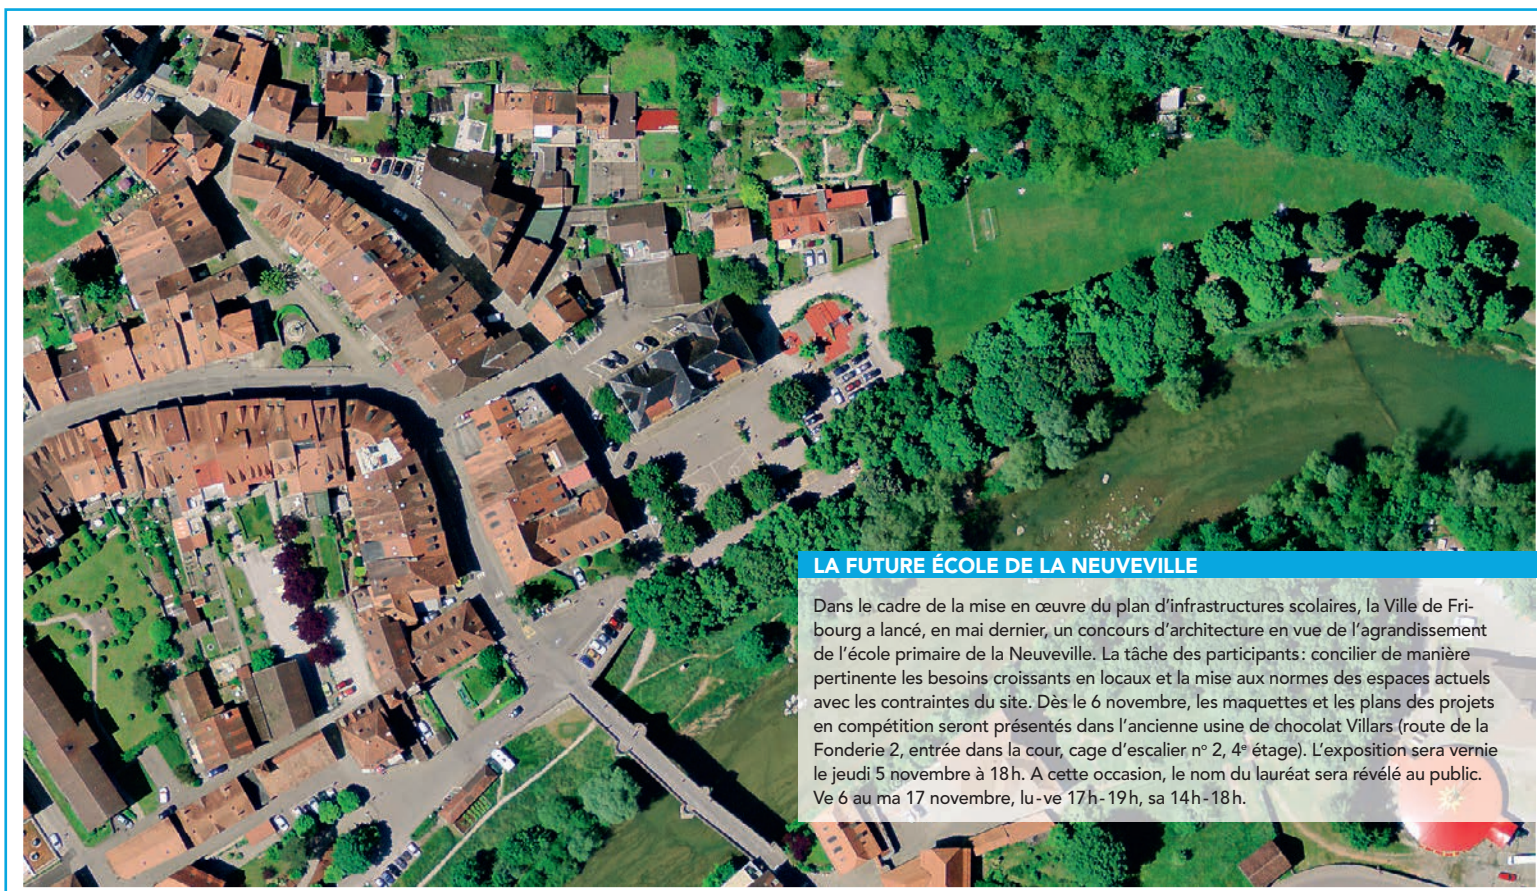 LA FUTURE ÉCOLE DE LA NEUVEVILLE
Dans le cadre de la mise en œuvre du plan d'infrastructures scolaires, la Ville de Fri-
bourg a lancé, en mai dernier, un concours d'architecture en vue de l'agrandissement
de l'école primaire de la Neuveville. La tâche des participants : concilier de manière
pertinente les besoins croissants en locaux et la mise aux normes des espaces actuels
avec les contraintes du site. Dès le 6 novembre, les maquettes et les plans des projets
en compétition seront présentés dans l'ancienne usine de chocolat Villars (route de la
Fonderie 2, entrée dans la cour, cage d'escalier nº 2, 4ᵉ étage). L'exposition sera vernie
le jeudi 5 novembre à 18 h. A cette occasion, le nom du lauréat sera révélé au public.
Ve 6 au ma 17 novembre, lu - ve 17 h - 19 h, sa 14 h - 18 h.